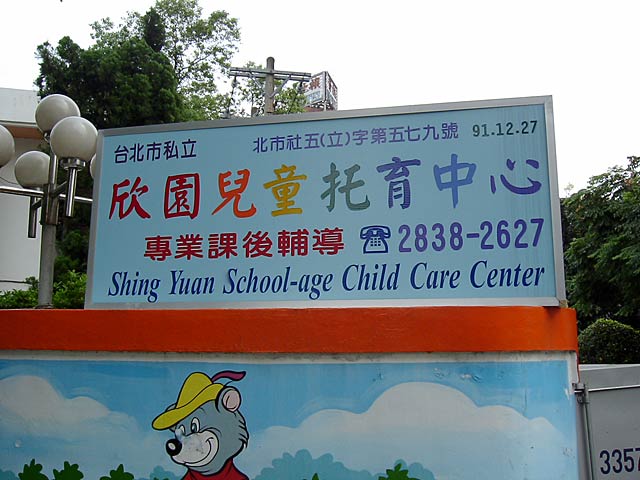 台北市私立 北市社五(立)字第五七九號 91.12.27
欣園兒童托育中心
專業課後輔導 ☎2838-2627
Shing Yuan School-age Child Care Center
3357